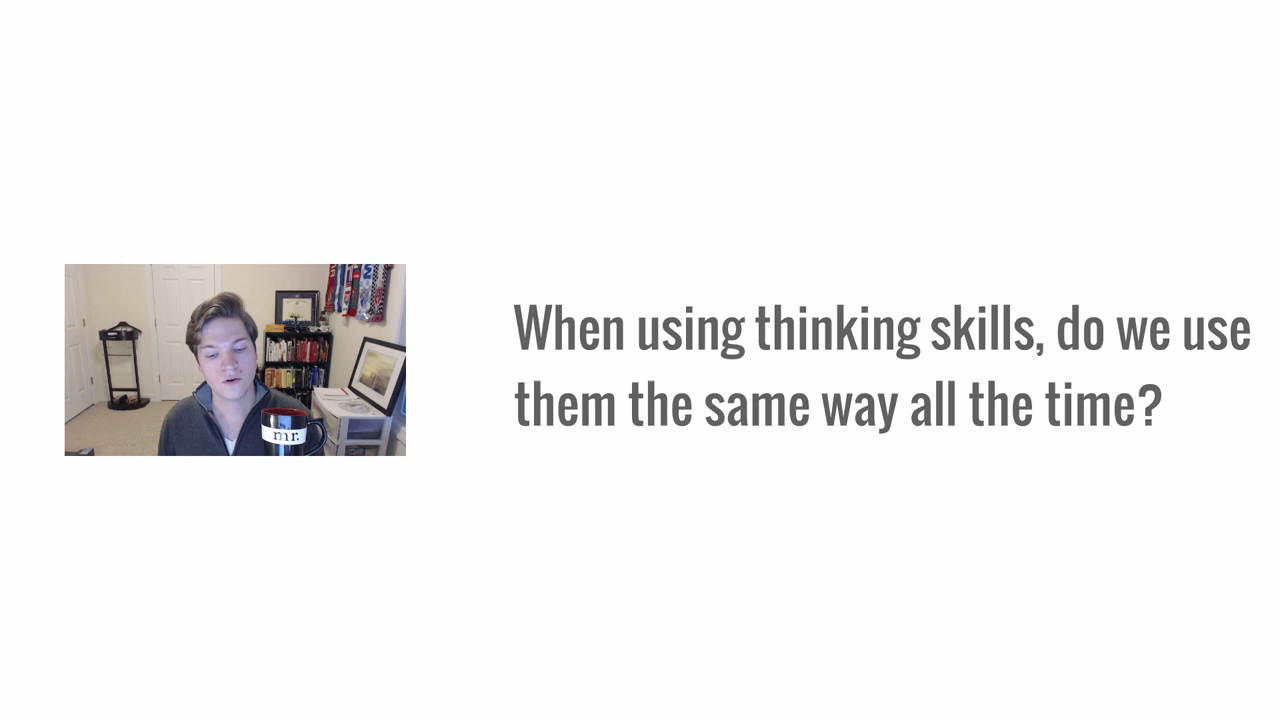 mr.
When using thinking skills, do we use
them the same way all the time?